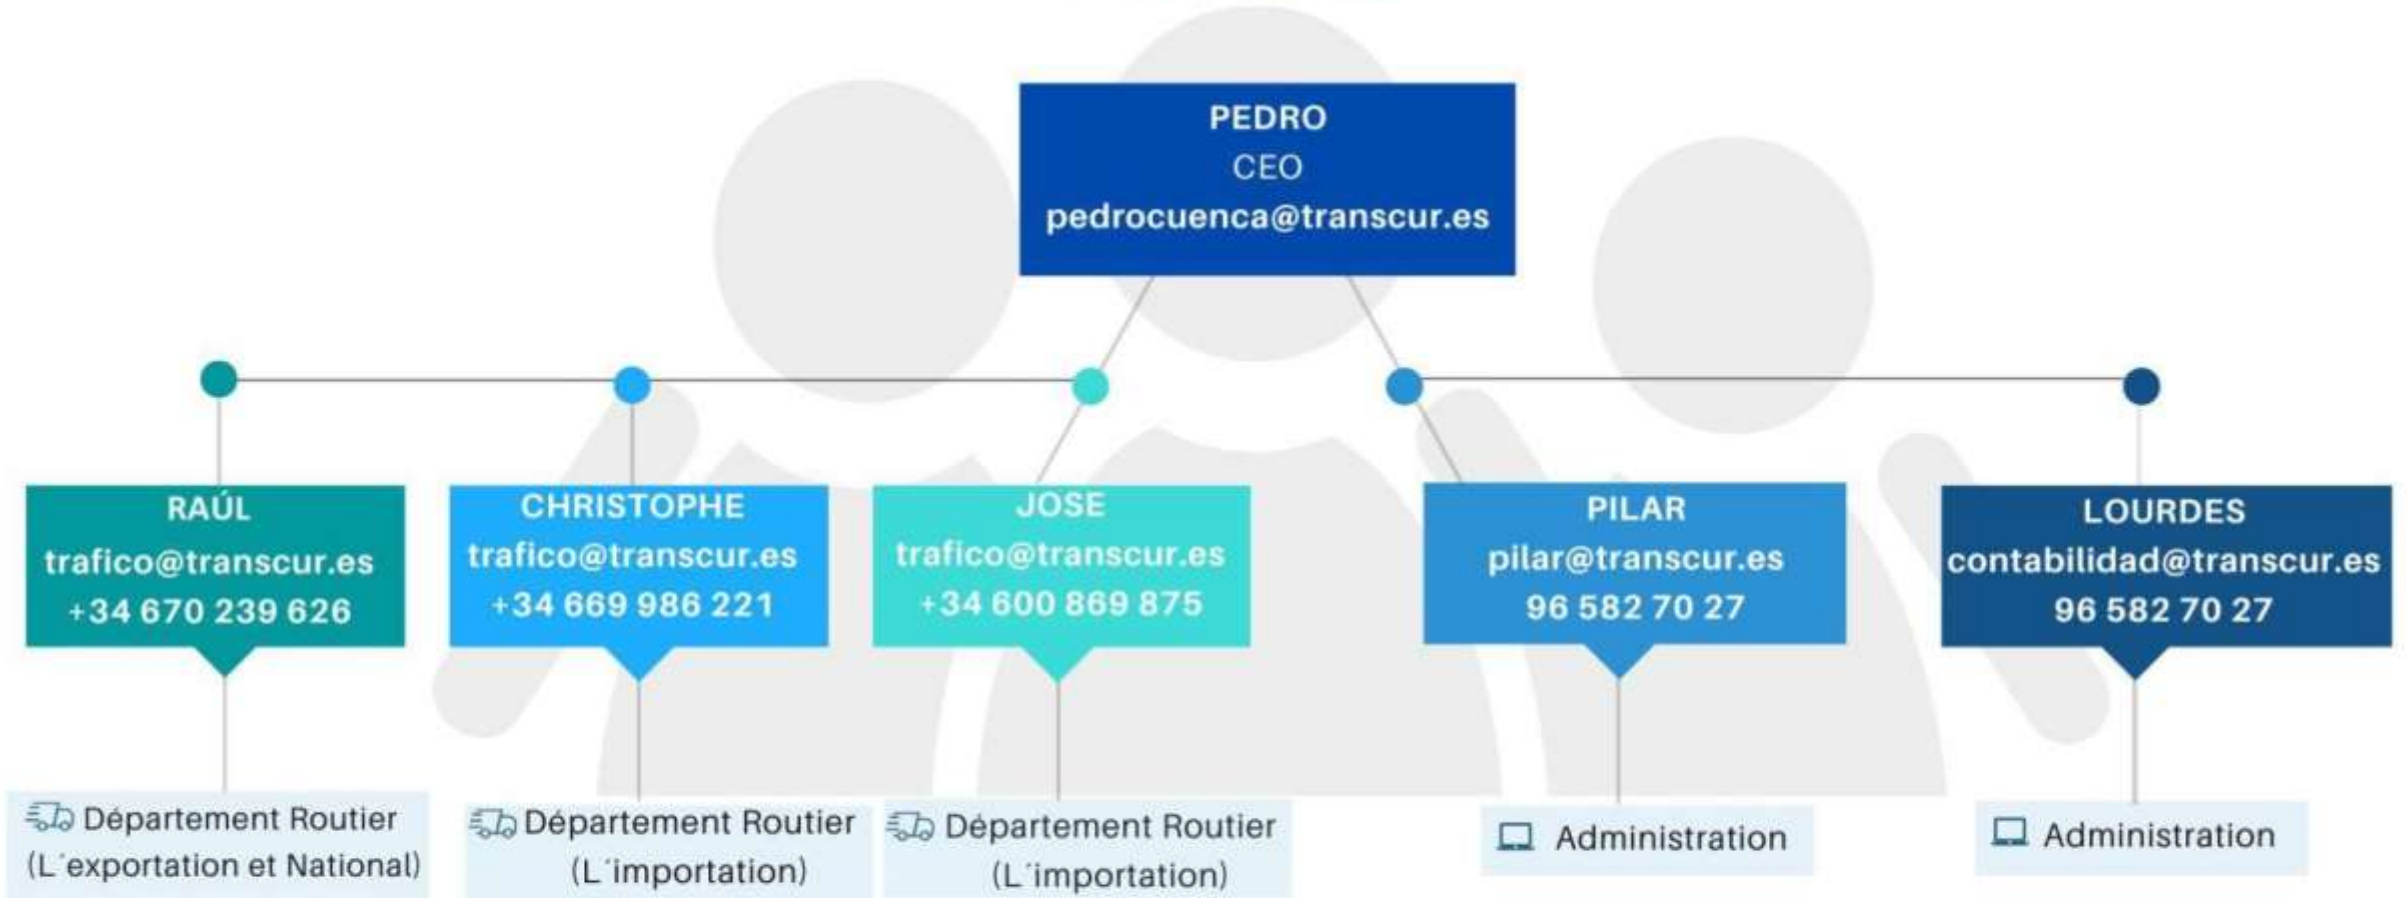 PEDRO
CEO
pedrocuenca@transcur.es
RAÚL
trafico@transcur.es
+34 670 239 626
CHRISTOPHE
trafico@transcur.es
+34 669 986 221
JOSE
trafico@transcur.es
+34 600 869 875
PILAR
pilar@transcur.es
96 582 70 27
LOURDES
contabilidad@transcur.es
96 582 70 27
Département Routier
(L´exportation et National)
Département Routier
(L´importation)
Département Routier
(L´importation)
Administration
Administration